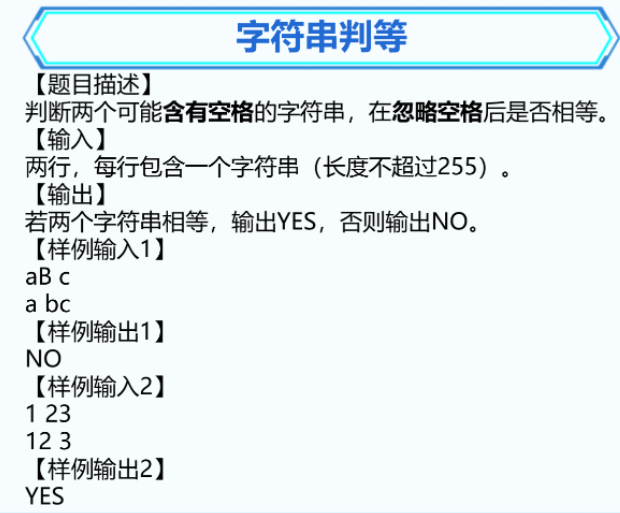 字符串判等
【题目描述】
判断两个可能含有空格的字符串，在忽略空格后是否相等。
【输入】
两行，每行包含一个字符串（长度不超过255）。
【输出】
若两个字符串相等，输出YES，否则输出NO。
【样例输入1】
aB c
a bc
【样例输出1】
NO
【样例输入2】
1 23
12 3
【样例输出2】
YES